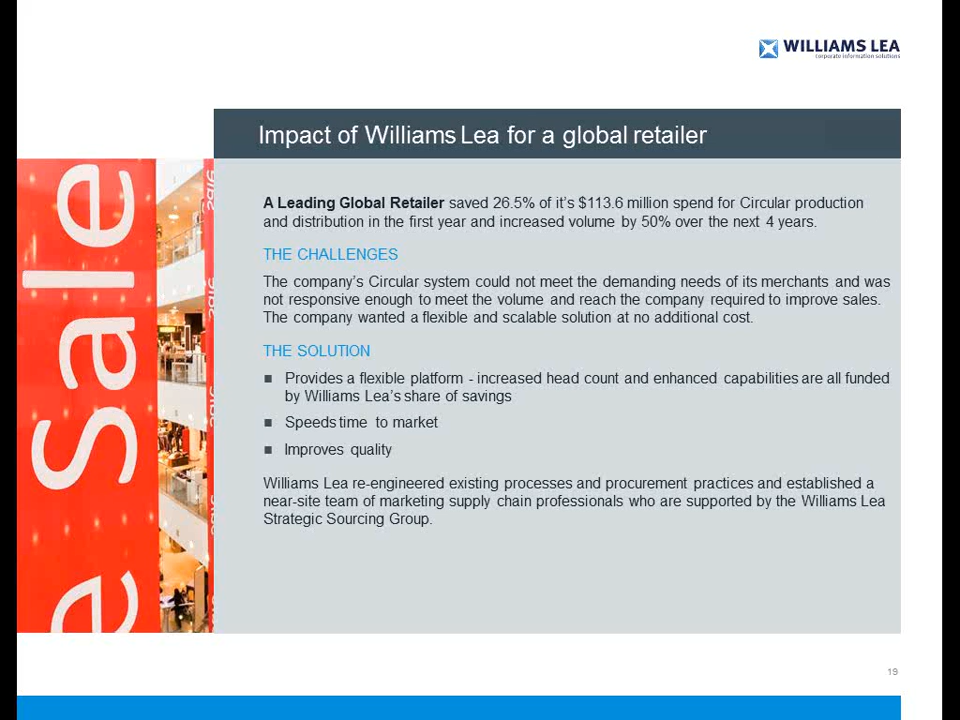 WILLIAMS LEA
corporate information solutions
Impact of Williams Lea for a global retailer
A Leading Global Retailer saved 26.5% of it's $113.6 million spend for Circular production
and distribution in the first year and increased volume by 50% over the next 4 years.
THE CHALLENGES
The company's Circular system could not meet the demanding needs of its merchants and was
not responsive enough to meet the volume and reach the company required to improve sales.
The company wanted a flexible and scalable solution at no additional cost.
THE SOLUTION
■ Provides a flexible platform - increased head count and enhanced capabilities are all funded
by Williams Lea's share of savings
■ Speeds time to market
■ Improves quality
Williams Lea re-engineered existing processes and procurement practices and established a
near-site team of marketing supply chain professionals who are supported by the Williams Lea
Strategic Sourcing Group.
Sale
e
19